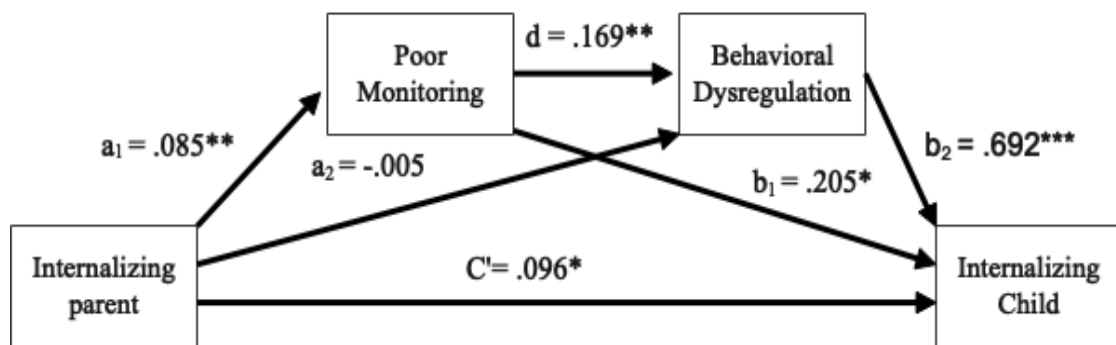 Poor
Monitoring
d = .169**
Behavioral
Dysregulation
a₁ = .085**
a₂ = -.005
b₁ = .205*
b₂ = .692***
Internalizing
parent
C'= .096*
Internalizing
Child